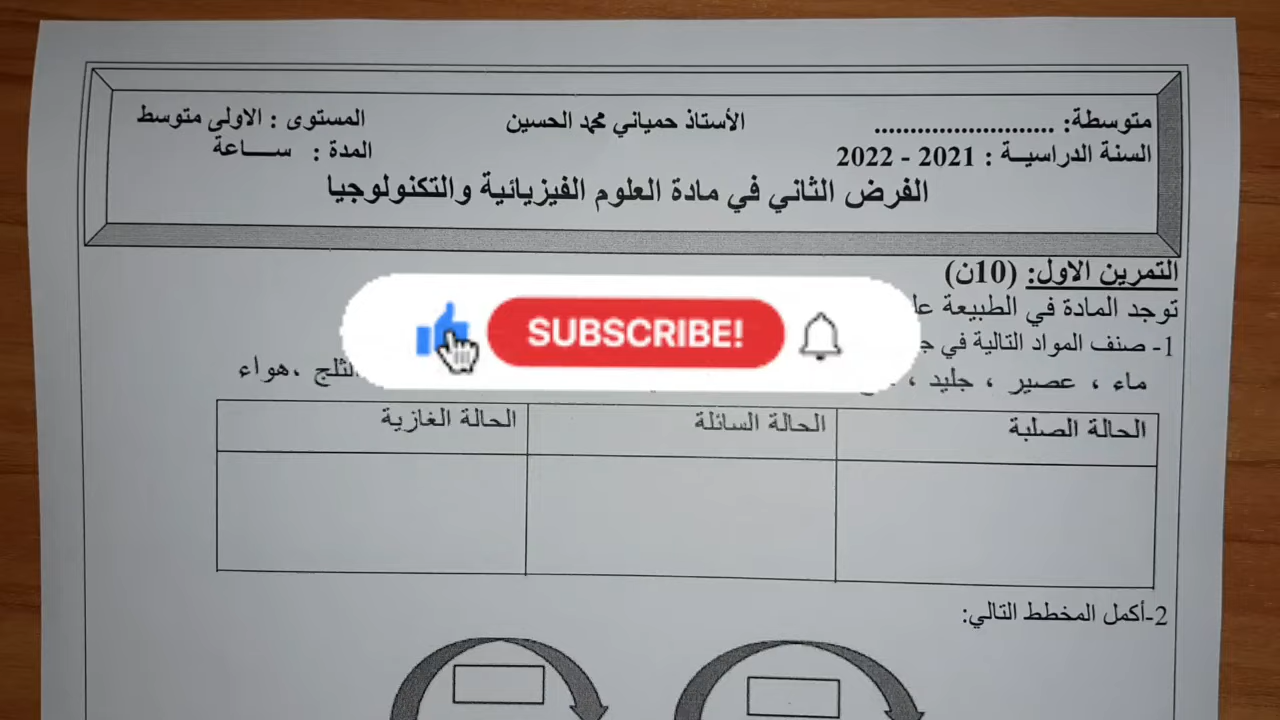 متوسطة: ..........................
الأستاذ حمياني محمد الحسين
المستوى : الاولى متوسط
السنة الدراسيــة : 2021 - 2022
المدة : ســـاعة
الفرض الثاني في مادة العلوم الفيزيائية والتكنولوجيا
التمرين الاول: (10ن)
توجد المادة في الطبيعة
1- صنف المواد التالية في
SUBSCRIBE!
ماء ، عصير ، جليد ، الثلج ،هواء
الحالة الصلبة
الحالة السائلة
الحالة الغازية
2-أكمل المخطط التالي: